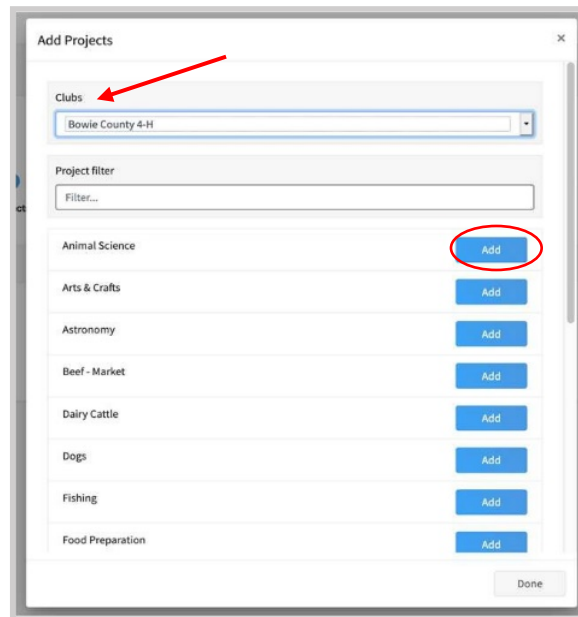 Add Projects ×
Clubs
Bowie County 4-H
Project filter
Filter...
Animal Science Add
Arts & Crafts Add
Astronomy Add
Beef - Market Add
Dairy Cattle Add
Dogs Add
Fishing Add
Food Preparation Add
Done
ct